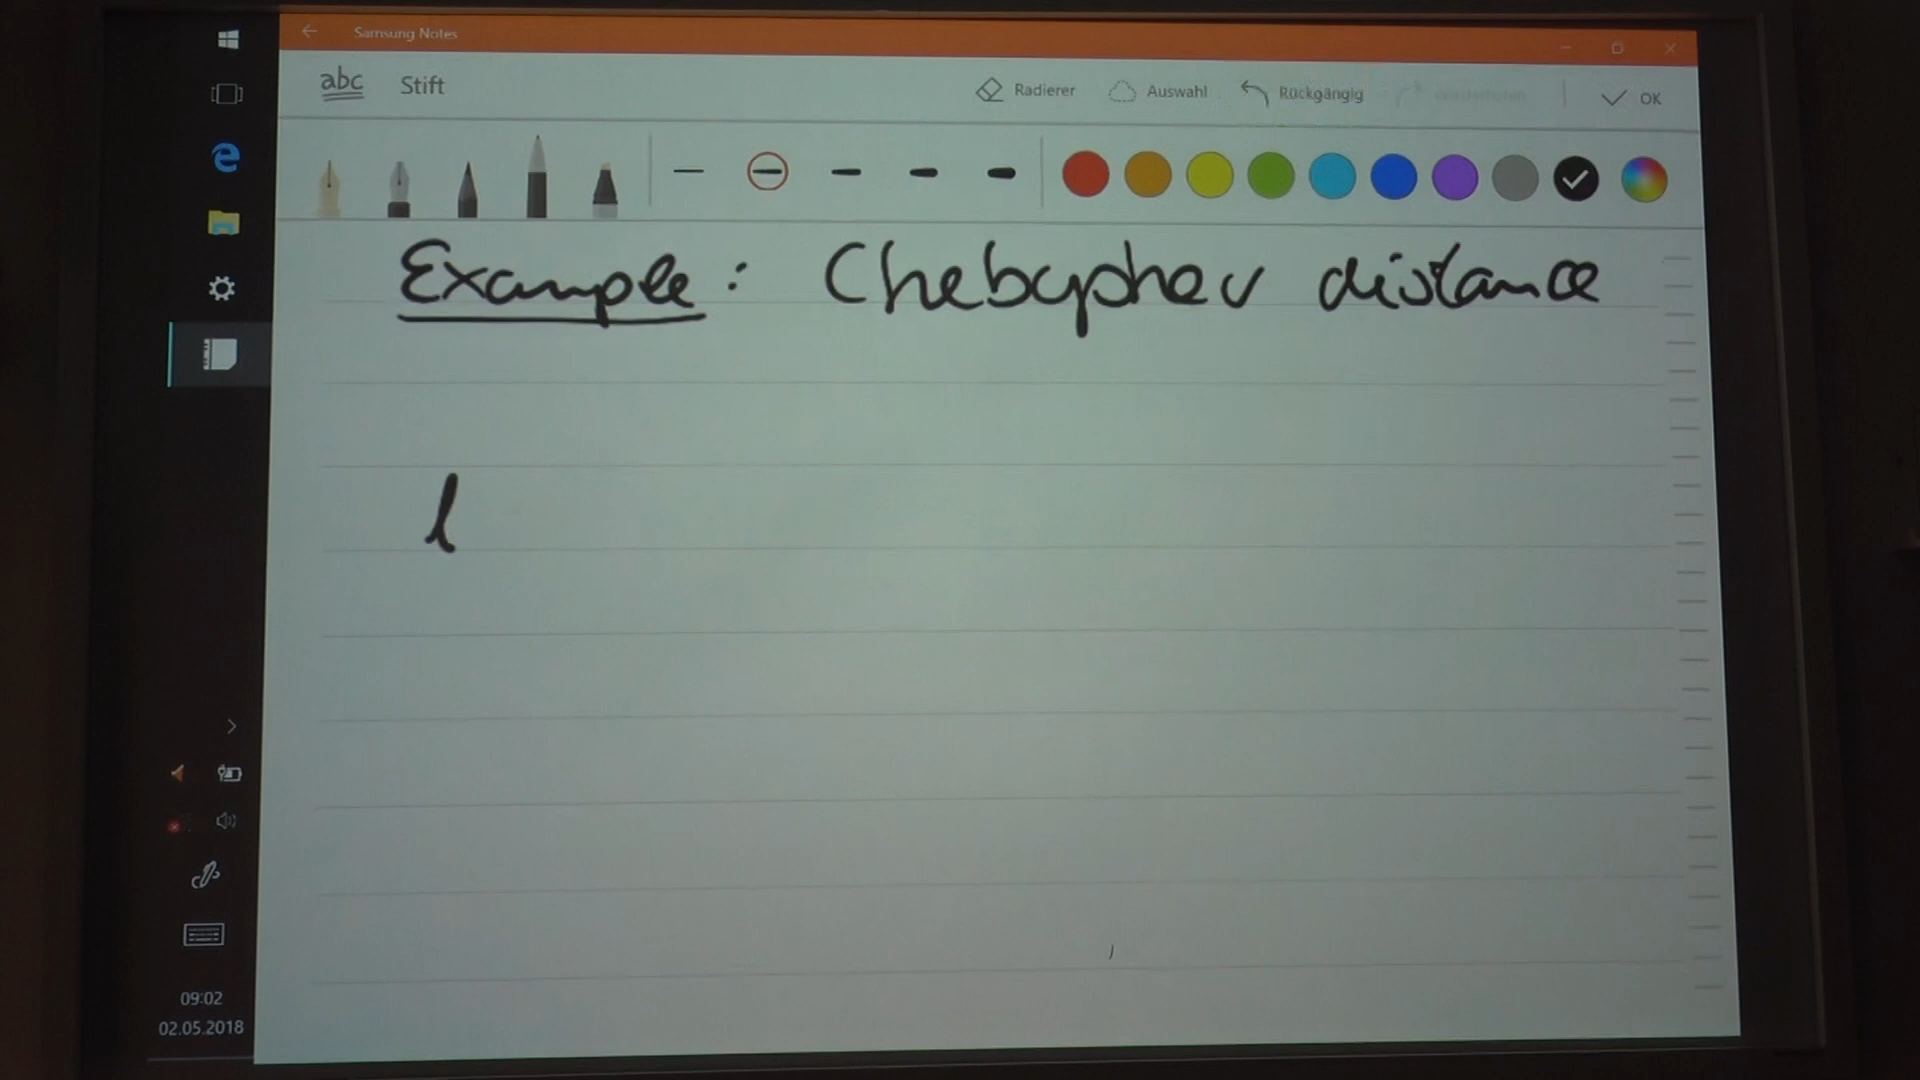 Samsung Notes
abc Stift Radierer Auswahl Rückgängig OK
Example: Chebyshev distance
l
09:02
02.05.2018